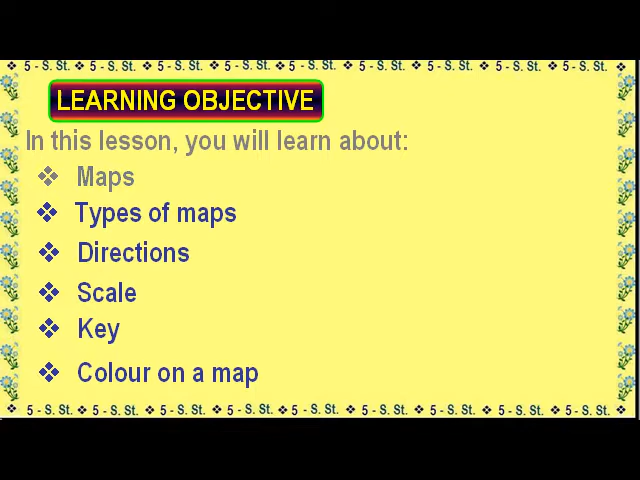 ❖ 5 - S. St. ❖ 5 - S. St. ❖ 5 - S. St. ❖ 5 - S. St. ❖ 5 - S. St. ❖ 5 - S. St. ❖ 5 - S. St. ❖ 5 - S. St. ❖ 5 - S. St. ❖
LEARNING OBJECTIVE
In this lesson, you will learn about:
❖ Maps
❖ Types of maps
❖ Directions
❖ Scale
❖ Key
❖ Colour on a map
❖ 5 - S. St. ❖ 5 - S. St. ❖ 5 - S. St. ❖ 5 - S. St. ❖ 5 - S. St. ❖ 5 - S. St. ❖ 5 - S. St. ❖ 5 - S. St. ❖ 5 - S. St. ❖